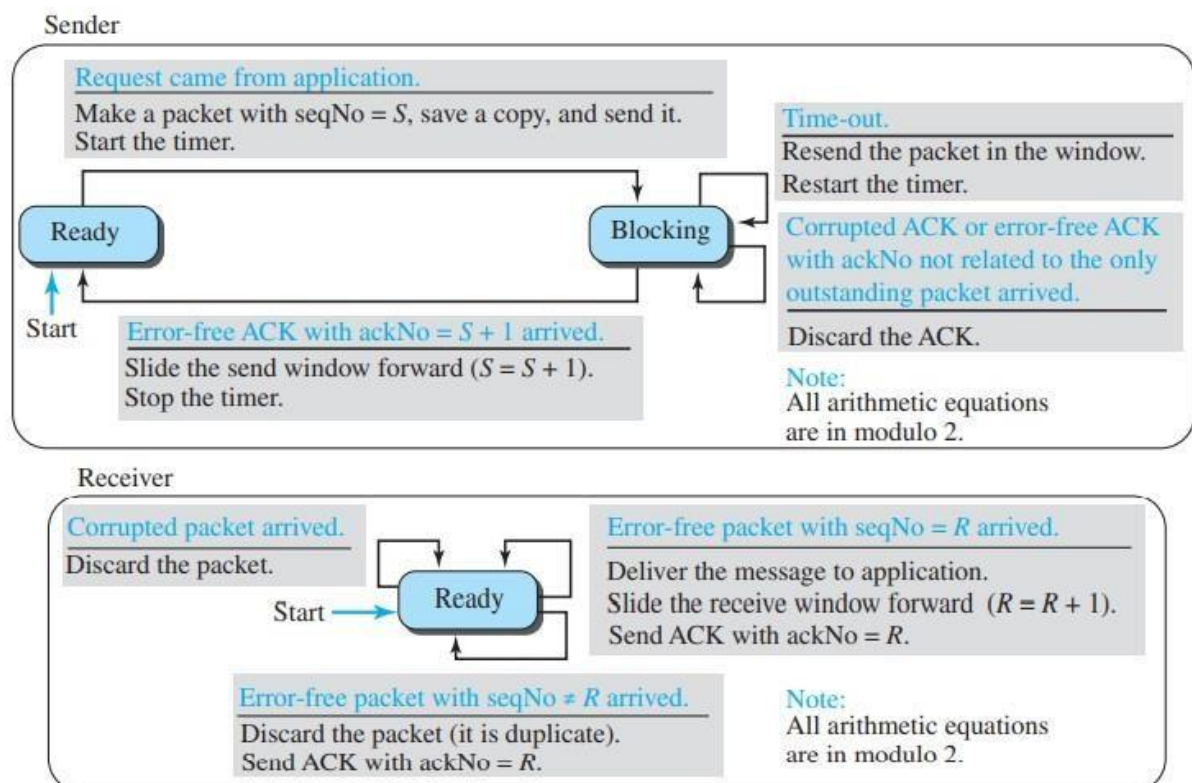 Sender
Request came from application.
Make a packet with seqNo = S, save a copy, and send it.
Start the timer.
Time-out.
Resend the packet in the window.
Restart the timer.
Ready
Blocking
Corrupted ACK or error-free ACK
with ackNo not related to the only
outstanding packet arrived.
Discard the ACK.
Start
Error-free ACK with ackNo = S + 1 arrived.
Slide the send window forward (S = S + 1).
Stop the timer.
Note:
All arithmetic equations
are in modulo 2.
Receiver
Corrupted packet arrived.
Discard the packet.
Error-free packet with seqNo = R arrived.
Deliver the message to application.
Slide the receive window forward (R = R + 1).
Send ACK with ackNo = R.
Ready
Start
Error-free packet with seqNo ≠ R arrived.
Discard the packet (it is duplicate).
Send ACK with ackNo = R.
Note:
All arithmetic equations
are in modulo 2.